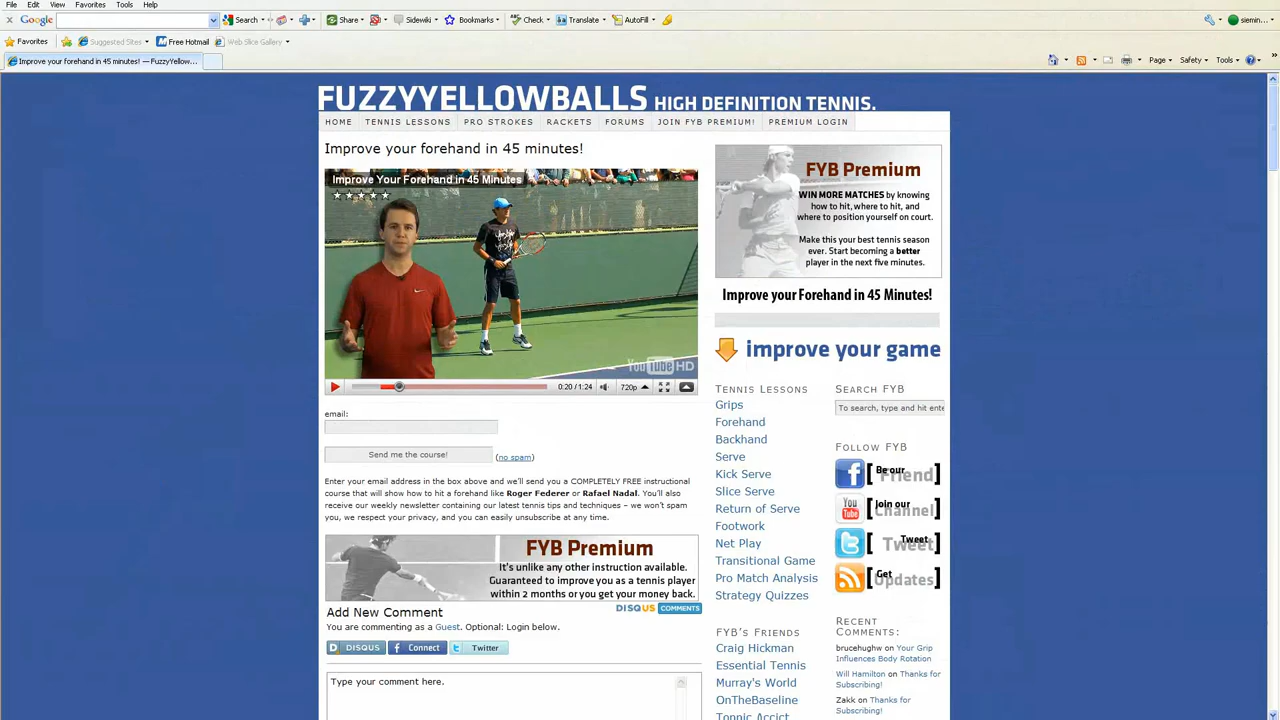 File Edit View Favorites Tools Help
Google Search Share Sidewiki Bookmarks Check Translate AutoFill siemin...
Favorites Suggested Sites Free Hotmail Web Slice Gallery
Improve your forehand in 45 minutes! — FuzzyYellow... Page Safety Tools
FUZZYYELLOWBALLS HIGH DEFINITION TENNIS.
HOME TENNIS LESSONS PRO STROKES RACKETS FORUMS JOIN FYB PREMIUM! PREMIUM LOGIN
Improve your forehand in 45 minutes!
Improve Your Forehand in 45 Minutes
YouTube HD
0:20 / 1:24 720p
email:
Send me the course! (no spam)
Enter your email address in the box above and we'll send you a COMPLETELY FREE instructional
course that will show how to hit a forehand like Roger Federer or Rafael Nadal. You'll also
receive our weekly newsletter containing our latest tennis tips and techniques – we won't spam
you, we respect your privacy, and you can easily unsubscribe at any time.
FYB Premium
It's unlike any other instruction available.
Guaranteed to improve you as a tennis player
within 2 months or you get your money back.
Add New Comment
DISQUS COMMENTS
You are commenting as a Guest. Optional: Login below.
D DISQUS f Connect t Twitter
Type your comment here.
FYB Premium
WIN MORE MATCHES by knowing
how to hit, where to hit, and
where to position yourself on court.
Make this your best tennis season
ever. Start becoming a better
player in the next five minutes.
Improve your Forehand in 45 Minutes!
improve your game
TENNIS LESSONS
Grips
Forehand
Backhand
Serve
Kick Serve
Slice Serve
Return of Serve
Footwork
Net Play
Transitional Game
Pro Match Analysis
Strategy Quizzes
FYB'S FRIENDS
Craig Hickman
Essential Tennis
Murray's World
OnTheBaseline
Tennis Accict
SEARCH FYB
To search, type and hit ente
FOLLOW FYB
f [Be our Friend]
You Tube [Join our Channel]
t [Tweet Tweet]
[Get Updates]
RECENT
COMMENTS:
brucehughw on Your Grip
Influences Body Rotation
Will Hamilton on Thanks for
Subscribing!
Zakk on Thanks for
Subscribing!